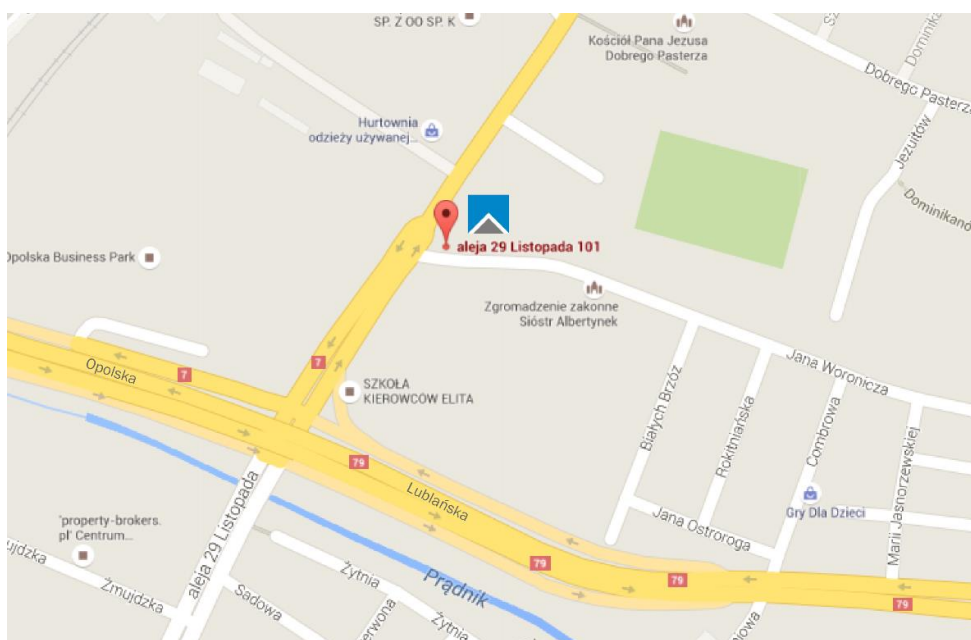 SP. Z OO SP. K
Kościół Pana Jezusa
Dobrego Pasterza
Dobrego Pasterza
Jezuitów
Hurtownia
odzieży używanej...
aleja 29 Listopada 101
Opolska Business Park
Zgromadzenie zakonne
Sióstr Albertynek
Jana Woronicza
Opolska
7
7
SZKOŁA
KIEROWCÓW ELITA
Białych Brzóz
Rokitniańska
Combrowa
Marii Jasnorzewskiej
79
Lublańska
Gry Dla Dzieci
Jana Ostroroga
aleja 29 Listopada
'property-brokers.
pl' Centrum...
79
79
79
Żmujdzka
Sadowa
Żytnia
Żytnia
Prądnik